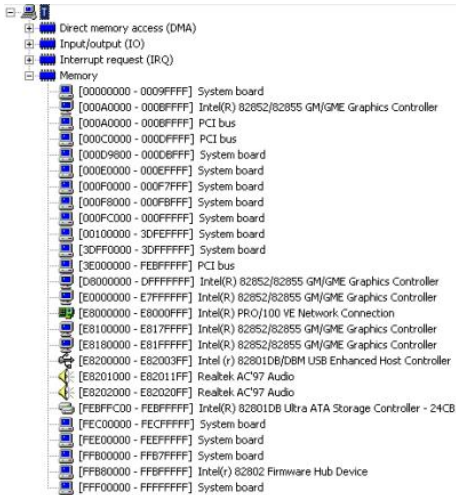 T
Direct memory access (DMA)
Input/output (IO)
Interrupt request (IRQ)
Memory
[00000000 - 0009FFFF] System board
[000A0000 - 000BFFFF] Intel(R) 82852/82855 GM/GME Graphics Controller
[000A0000 - 000BFFFF] PCI bus
[000C0000 - 000DFFFF] PCI bus
[000D9800 - 000DBFFF] System board
[000E0000 - 000EFFFF] System board
[000F0000 - 000F7FFF] System board
[000F8000 - 000FBFFF] System board
[000FC000 - 000FFFFF] System board
[00100000 - 3DFEFFFF] System board
[3DFF0000 - 3DFFFFFF] System board
[3E000000 - FEBFFFFF] PCI bus
[D8000000 - DFFFFFFF] Intel(R) 82852/82855 GM/GME Graphics Controller
[E0000000 - E7FFFFFF] Intel(R) 82852/82855 GM/GME Graphics Controller
[E8000000 - E8000FFF] Intel(R) PRO/100 VE Network Connection
[E8100000 - E817FFFF] Intel(R) 82852/82855 GM/GME Graphics Controller
[E8180000 - E81FFFFF] Intel(R) 82852/82855 GM/GME Graphics Controller
[E8200000 - E82003FF] Intel (r) 82801DB/DBM USB Enhanced Host Controller
[E8201000 - E82011FF] Realtek AC'97 Audio
[E8202000 - E82020FF] Realtek AC'97 Audio
[FEBFFC00 - FEBFFFFF] Intel(R) 82801DB Ultra ATA Storage Controller - 24CB
[FEC00000 - FECFFFFF] System board
[FEE00000 - FEEFFFFF] System board
[FFB00000 - FFB7FFFF] System board
[FFB80000 - FFBFFFFF] Intel(r) 82802 Firmware Hub Device
[FFF00000 - FFFFFFFF] System board